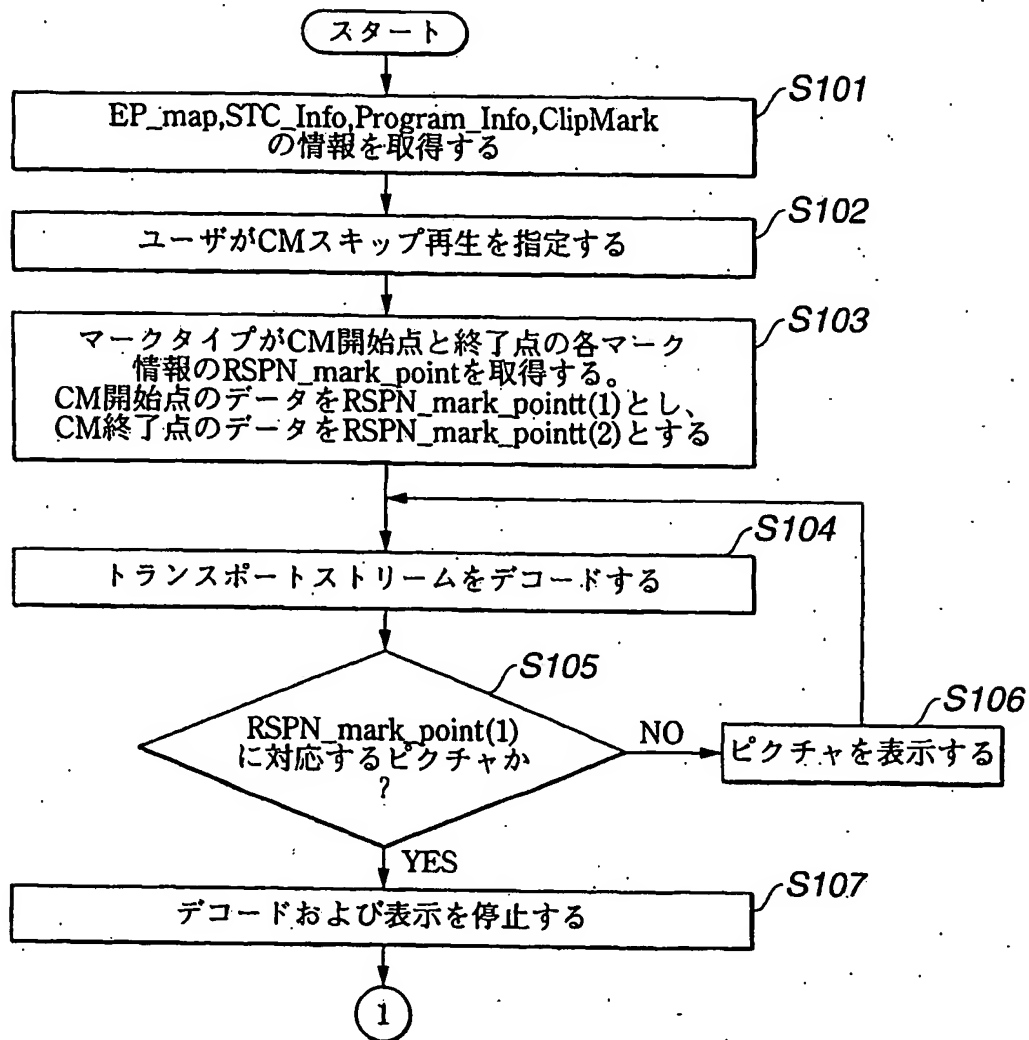 スタート
S101
EP_map,STC_Info,Program_Info,ClipMark
の情報を取得する
S102
ユーザがCMスキップ再生を指定する
S103
マークタイプがCM開始点と終了点の各マーク
情報のRSPN_mark_pointを取得する。
CM開始点のデータをRSPN_mark_pointt(1)とし、
CM終了点のデータをRSPN_mark_pointt(2)とする
S104
トランスポートストリームをデコードする
S105
RSPN_mark_point(1)
に対応するピクチャか
?
NO
S106
ピクチャを表示する
YES
S107
デコードおよび表示を停止する
1